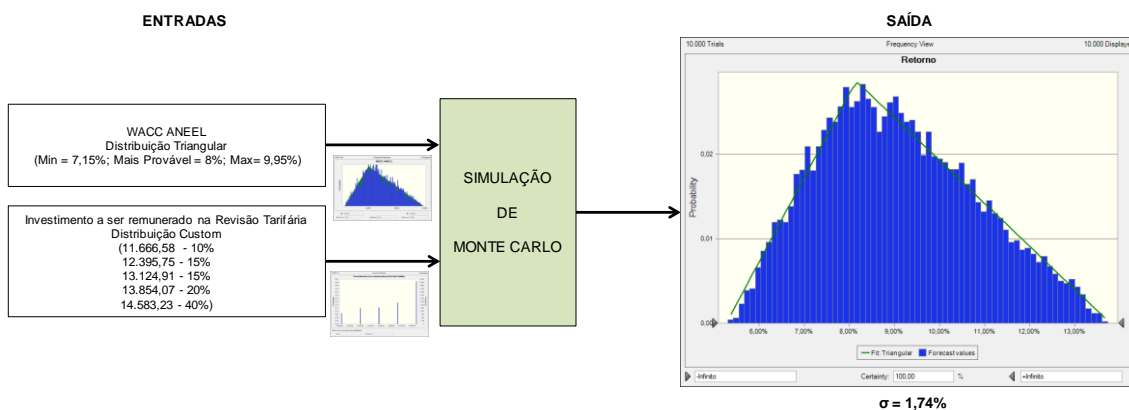 ENTRADAS
SAÍDA
10.000 Trials
Frequency View
10.000 Displaye
Retorno
WACC ANEEL
Distribuição Triangular
(Min = 7,15%; Mais Provável = 8%; Max= 9,95%)
Investimento a ser remunerado na Revisão Tarifária
Distribuição Custom
(11.666,58 - 10%
12.395,75 - 15%
13.124,91 - 15%
13.854,07 - 20%
14.583,23 - 40%)
WACC ANEEL
SIMULAÇÃO
DE
MONTE CARLO
Probability
0,02
0,01
0,00
6,00% 7,00% 8,00% 9,00% 10,00% 11,00% 12,00% 13,00%
Fit: Triangular Forecast values
-Infinito
Certainty: 100.00 %
+Infinito
σ = 1,74%